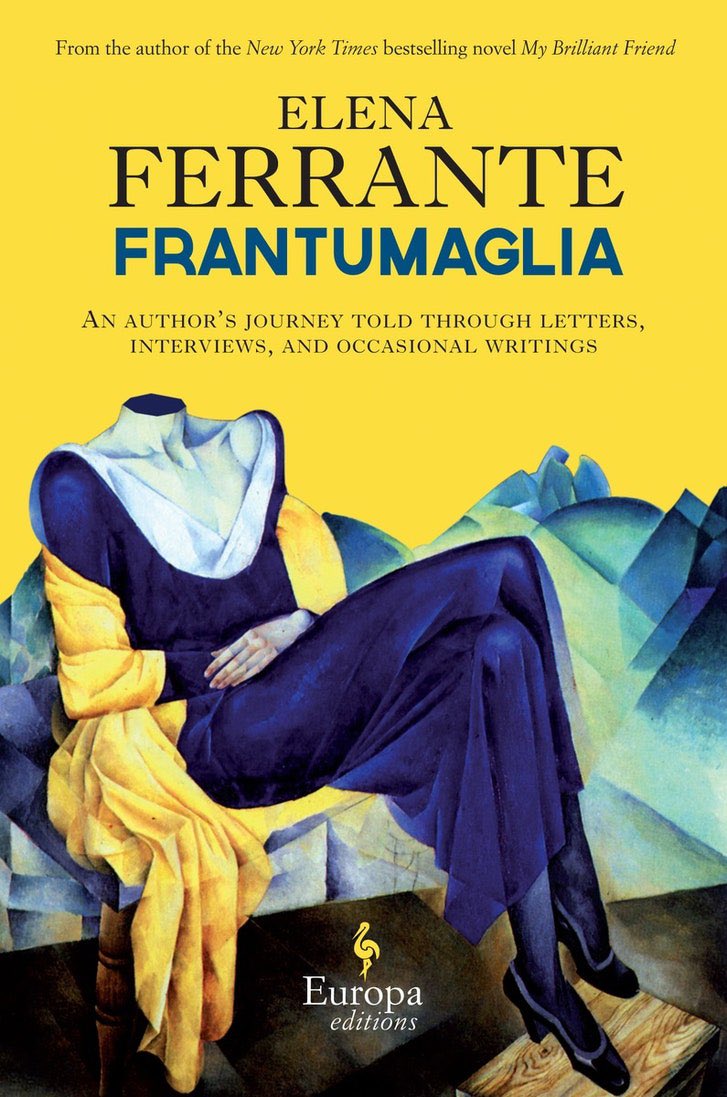 From the author of the New York Times bestselling novel My Brilliant Friend
ELENA
FERRANTE
FRANTUMAGLIA
AN AUTHOR'S JOURNEY TOLD THROUGH LETTERS,
INTERVIEWS, AND OCCASIONAL WRITINGS
Europa
editions